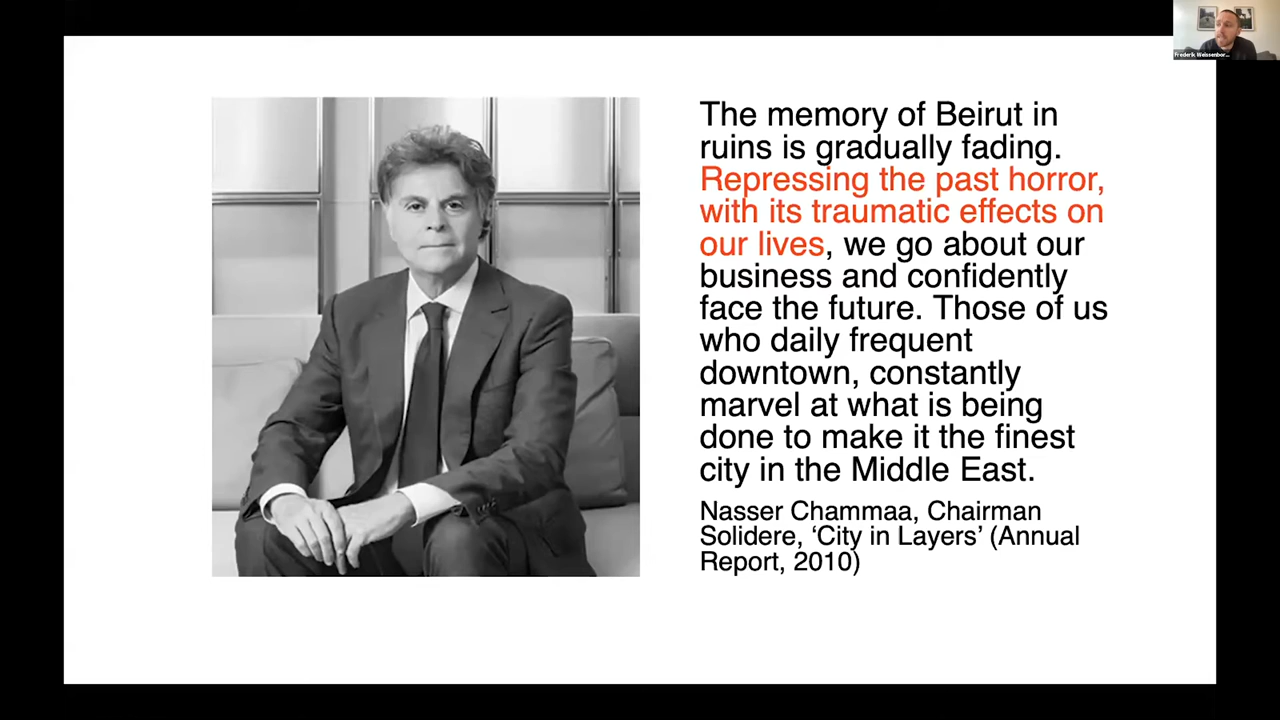 Frederik Weissenbor...
The memory of Beirut in
ruins is gradually fading.
Repressing the past horror,
with its traumatic effects on
our lives, we go about our
business and confidently
face the future. Those of us
who daily frequent
downtown, constantly
marvel at what is being
done to make it the finest
city in the Middle East.
Nasser Chammaa, Chairman
Solidere, ‘City in Layers’ (Annual
Report, 2010)